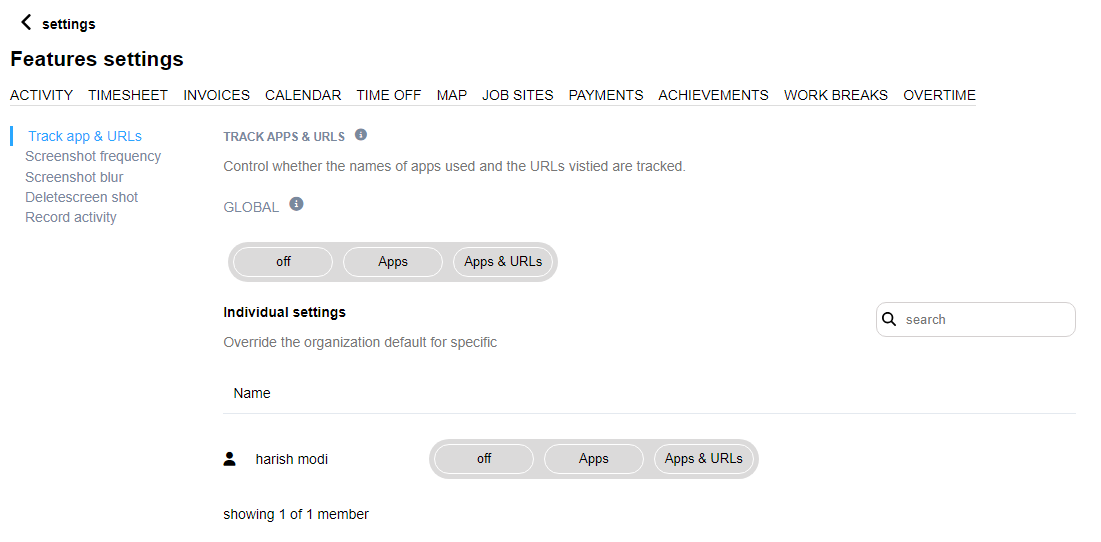 settings
Features settings
ACTIVITY TIMESHEET INVOICES CALENDAR TIME OFF MAP JOB SITES PAYMENTS ACHIEVEMENTS WORK BREAKS OVERTIME
Track app & URLs
Screenshot frequency
Screenshot blur
Deletescreen shot
Record activity
TRACK APPS & URLS
Control whether the names of apps used and the URLs vistied are tracked.
GLOBAL
off Apps Apps & URLs
Individual settings
search
Override the organization default for specific
Name
harish modi off Apps Apps & URLs
showing 1 of 1 member